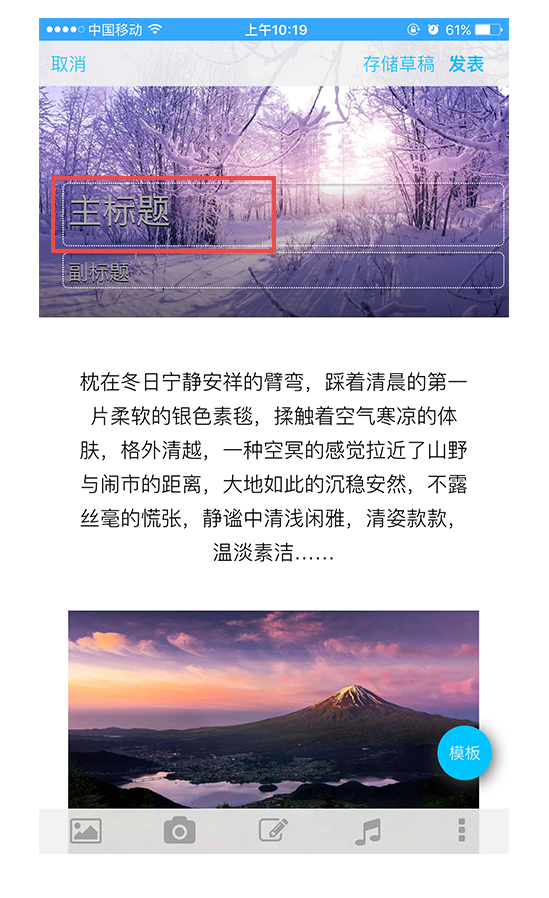 中国移动 上午10:19 61%
取消 存储草稿 发表
主标题
副标题
枕在冬日宁静安祥的臂弯，踩着清晨的第一
片柔软的银色素毯，揉触着空气寒凉的体
肤，格外清越，一种空冥的感觉拉近了山野
与闹市的距离，大地如此的沉稳安然，不露
丝毫的慌张，静谧中清浅闲雅，清姿款款，
温淡素洁……
模板